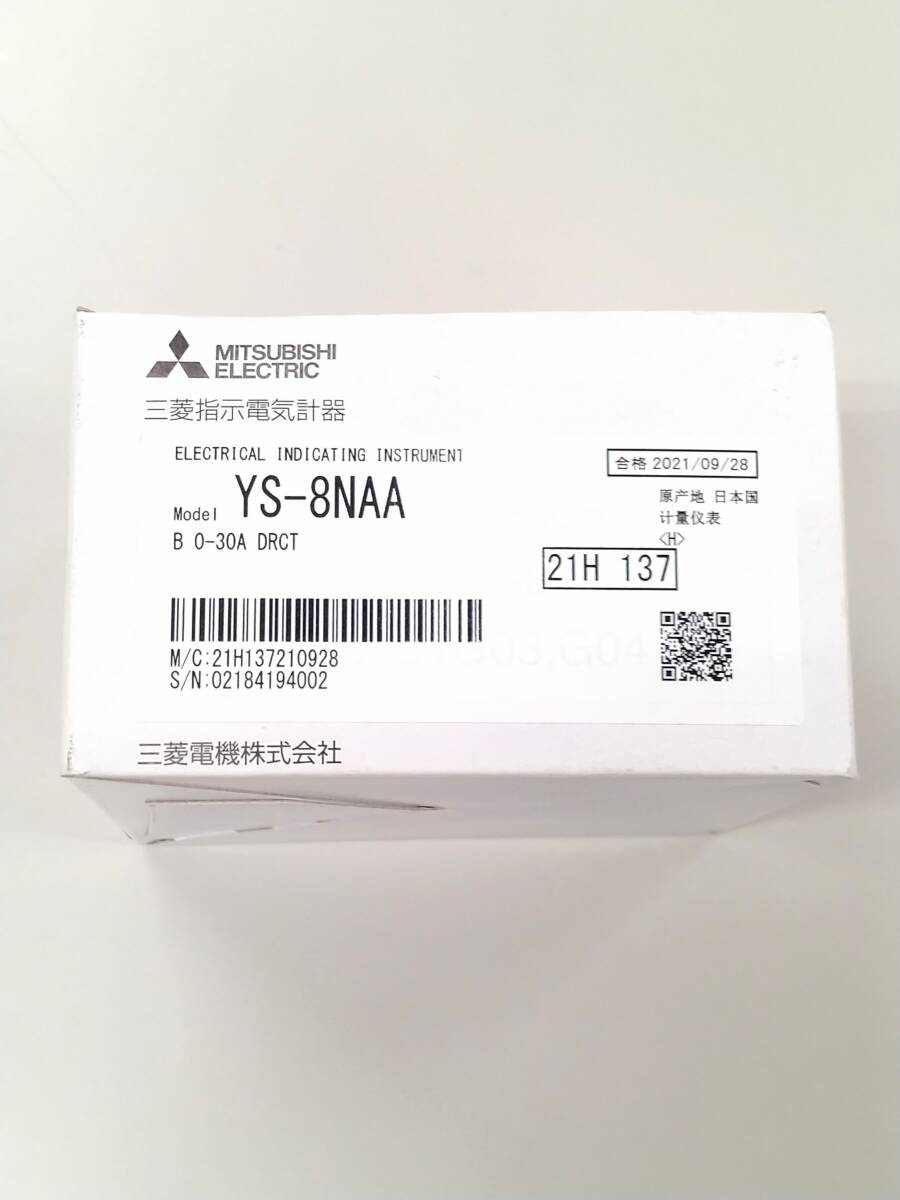 MITSUBISHI
ELECTRIC
三菱指示電気計器
ELECTRICAL INDICATING INSTRUMENT
合格 2021/09/28
Model YS-8NAA
原产地 日本国
计量仪表
B 0-30A DRCT
<H>
21H 137
M/C:21H137210928
S/N:02184194002
G03,G04
三菱電機株式会社